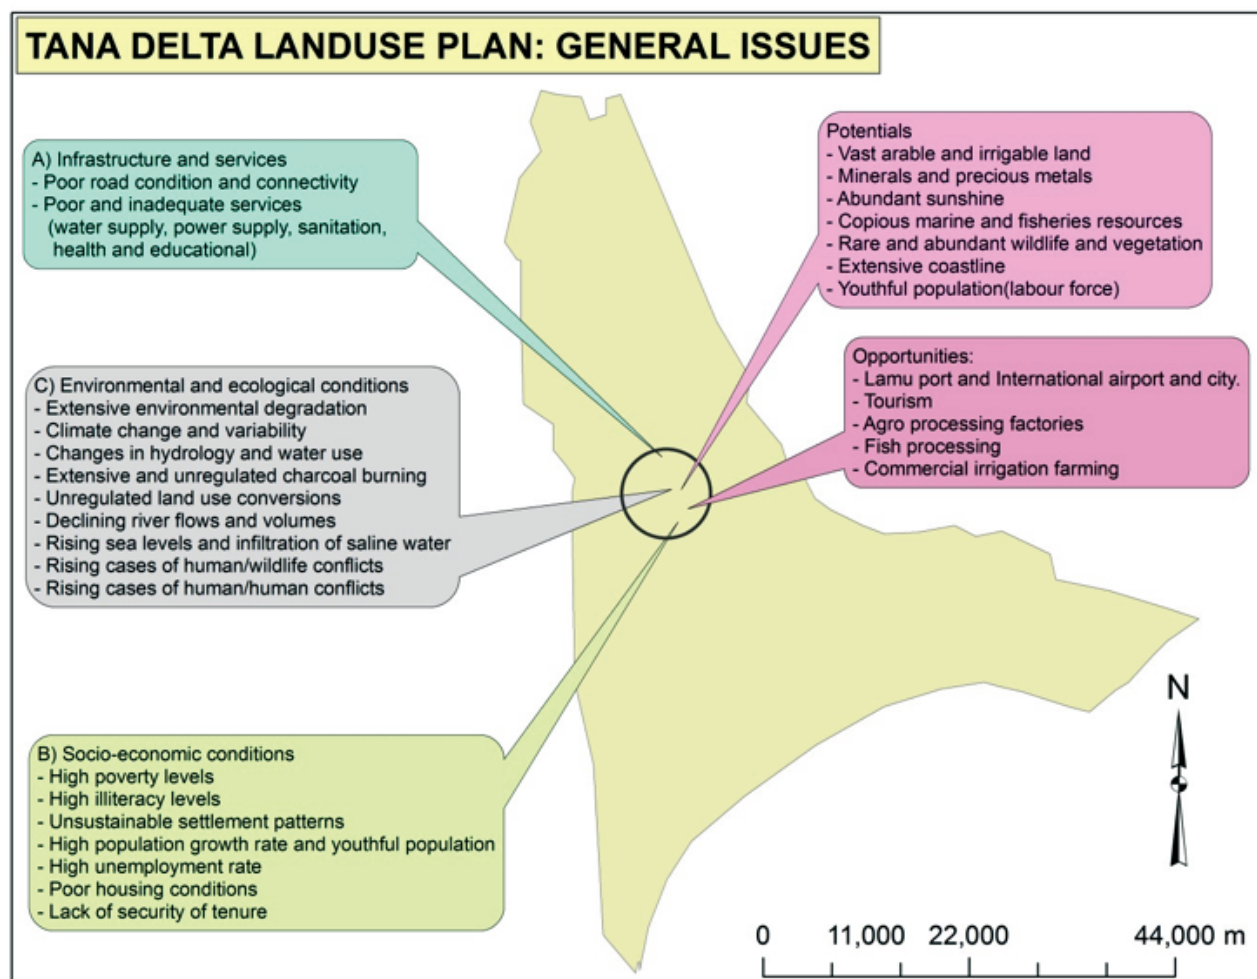 TANA DELTA LANDUSE PLAN: GENERAL ISSUES
A) Infrastructure and services
- Poor road condition and connectivity
- Poor and inadequate services
(water supply, power supply, sanitation,
health and educational)
Potentials
- Vast arable and irrigable land
- Minerals and precious metals
- Abundant sunshine
- Copious marine and fisheries resources
- Rare and abundant wildlife and vegetation
- Extensive coastline
- Youthful population(labour force)
Opportunities:
- Lamu port and International airport and city.
- Tourism
- Agro processing factories
- Fish processing
- Commercial irrigation farming
C) Environmental and ecological conditions
- Extensive environmental degradation
- Climate change and variability
- Changes in hydrology and water use
- Extensive and unregulated charcoal burning
- Unregulated land use conversions
- Declining river flows and volumes
- Rising sea levels and infiltration of saline water
- Rising cases of human/wildlife conflicts
- Rising cases of human/human conflicts
B) Socio-economic conditions
- High poverty levels
- High illiteracy levels
- Unsustainable settlement patterns
- High population growth rate and youthful population
- High unemployment rate
- Poor housing conditions
- Lack of security of tenure
N
0 11,000 22,000 44,000 m